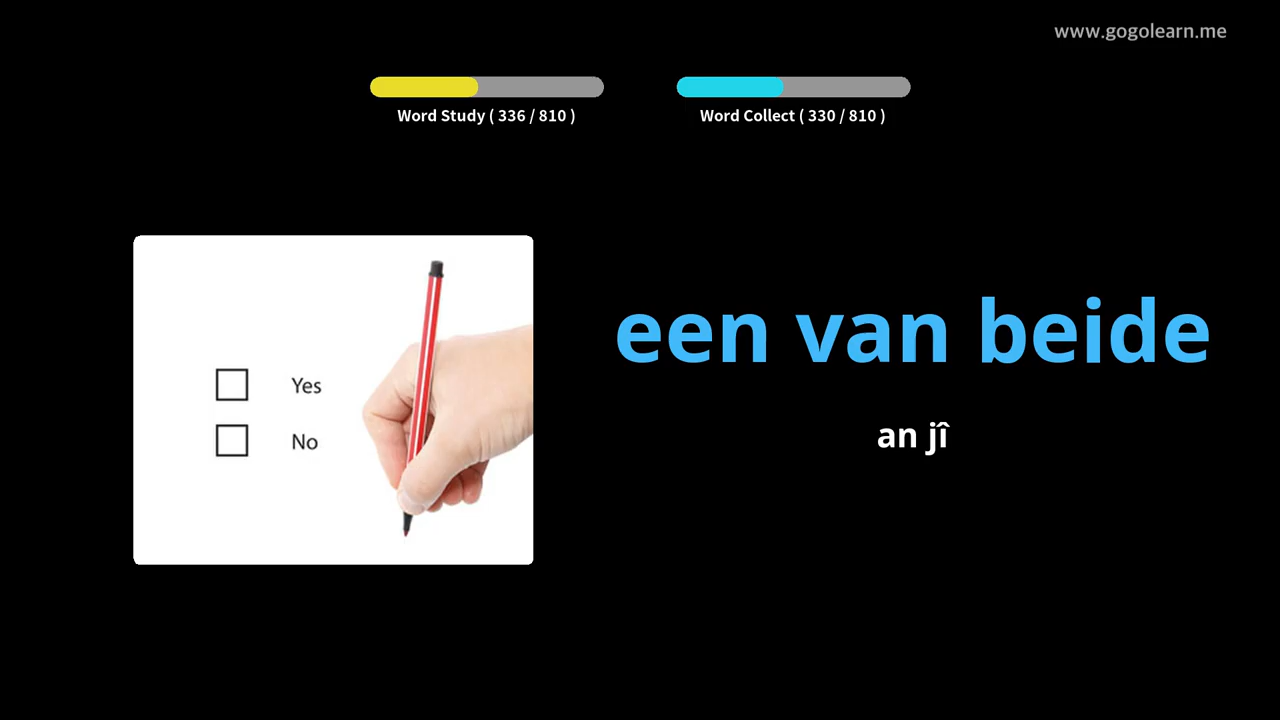 www.gogolearn.me
Word Study ( 336 / 810 )
Word Collect ( 330 / 810 )
een van beide
an jî
Yes
No